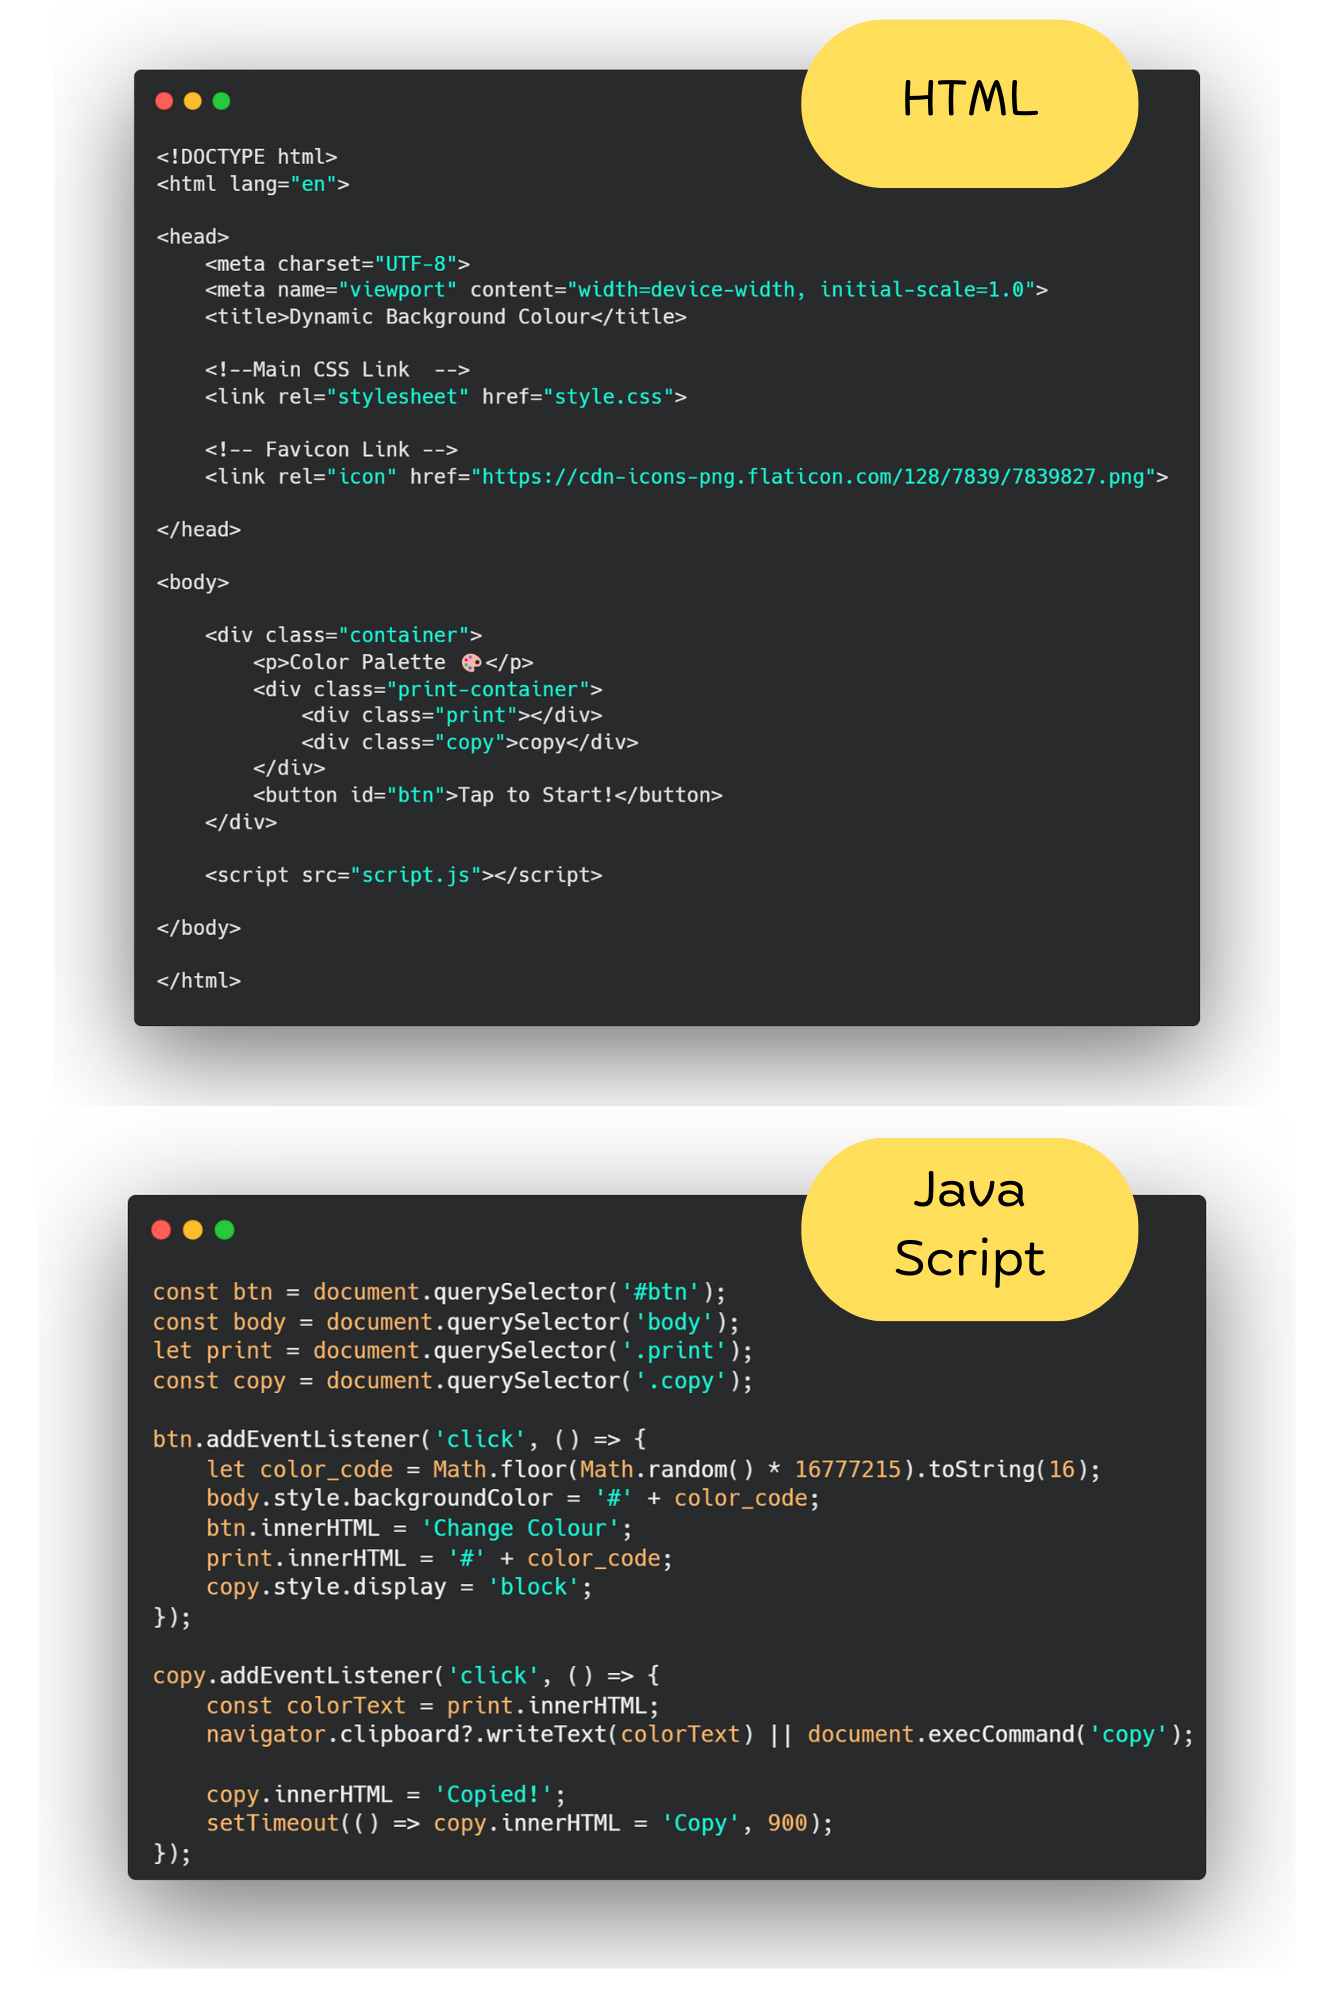 HTML
<!DOCTYPE html>
<html lang="en">
<head>
    <meta charset="UTF-8">
    <meta name="viewport" content="width=device-width, initial-scale=1.0">
    <title>Dynamic Background Colour</title>
    <!--Main CSS Link  -->
    <link rel="stylesheet" href="style.css">
    <!-- Favicon Link -->
    <link rel="icon" href="https://cdn-icons-png.flaticon.com/128/7839/7839827.png">
</head>
<body>
    <div class="container">
        <p>Color Palette 🎨</p>
        <div class="print-container">
            <div class="print"></div>
            <div class="copy">copy</div>
        </div>
        <button id="btn">Tap to Start!</button>
    </div>
    <script src="script.js"></script>
</body>
</html>
Java
Script
const btn = document.querySelector('#btn');
const body = document.querySelector('body');
let print = document.querySelector('.print');
const copy = document.querySelector('.copy');
btn.addEventListener('click', () => {
    let color_code = Math.floor(Math.random() * 16777215).toString(16);
    body.style.backgroundColor = '#' + color_code;
    btn.innerHTML = 'Change Colour';
    print.innerHTML = '#' + color_code;
    copy.style.display = 'block';
});
copy.addEventListener('click', () => {
    const colorText = print.innerHTML;
    navigator.clipboard?.writeText(colorText) || document.execCommand('copy');
    copy.innerHTML = 'Copied!';
    setTimeout(() => copy.innerHTML = 'Copy', 900);
});